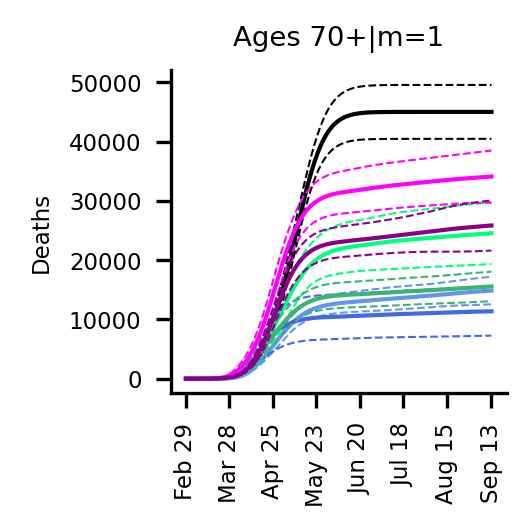 Ages 70+|m=1
Deaths
50000
40000
30000
20000
10000
0
Feb 29
Mar 28
Apr 25
May 23
Jun 20
Jul 18
Aug 15
Sep 13